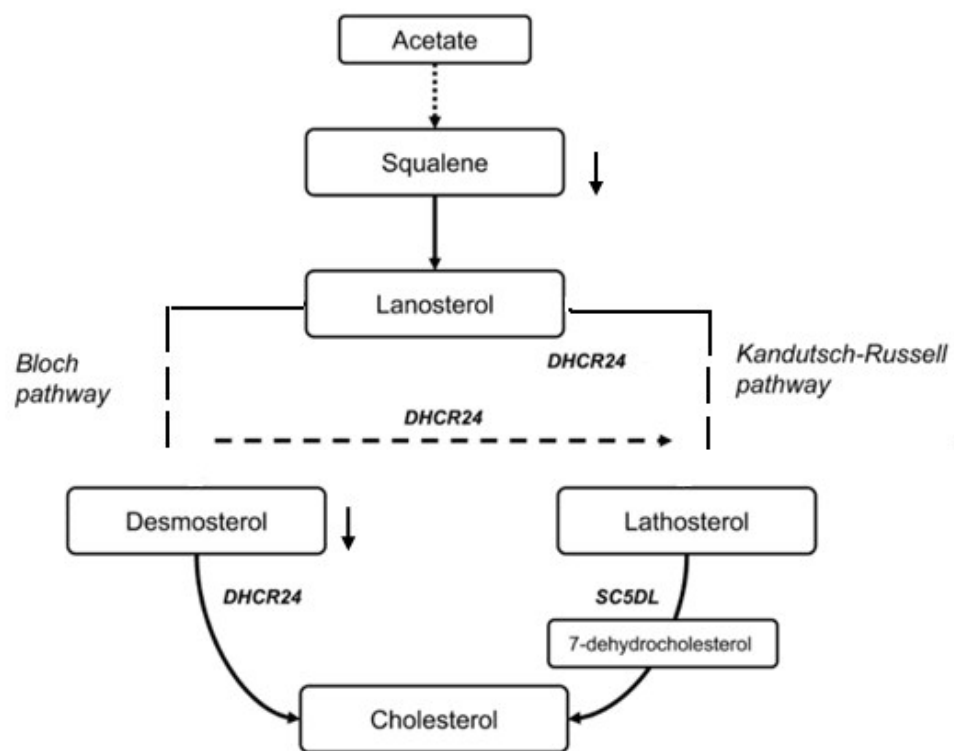 Acetate
Squalene
Lanosterol
Bloch
pathway
DHCR24
Kandutsch-Russell
pathway
DHCR24
Desmosterol
Lathosterol
DHCR24
SC5DL
7-dehydrocholesterol
Cholesterol